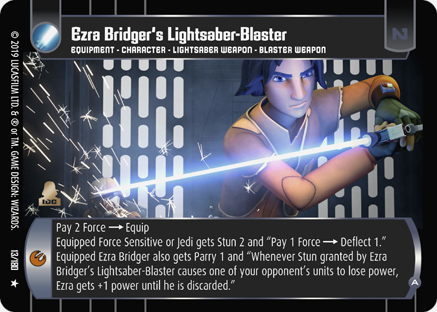 Ezra Bridger's Lightsaber-Blaster
EQUIPMENT - CHARACTER - LIGHTSABER WEAPON - BLASTER WEAPON
N
© 2019 LUCASFILM LTD. & ® or TM. GAME DESIGN: WIZARDS.
IDC
Pay 2 Force → Equip
Equipped Force Sensitive or Jedi gets Stun 2 and “Pay 1 Force → Deflect 1.”
Equipped Ezra Bridger also gets Parry 1 and “Whenever Stun granted by Ezra
Bridger's Lightsaber-Blaster causes one of your opponent's units to lose power,
Ezra gets +1 power until he is discarded.”
113/180
A